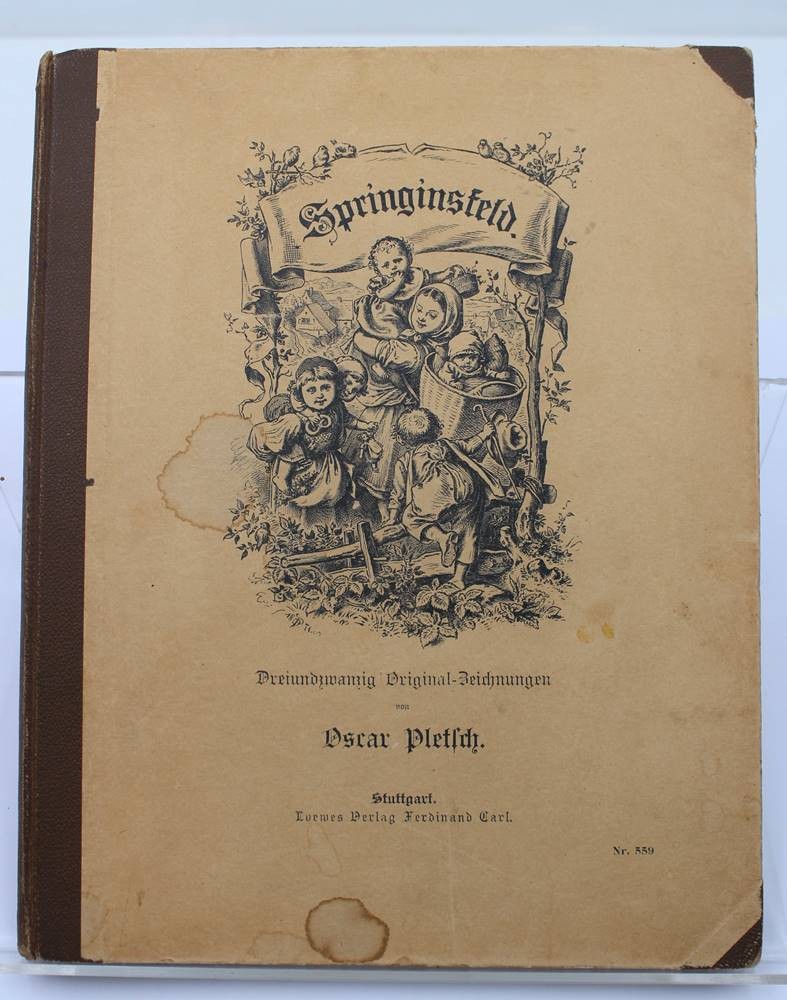 Springinsfeld.
Dreiundzwanzig Original-Zeichnungen
von
Oscar Pletsch.
Stuttgart.
Loewes Verlag Ferdinand Carl.
Nr. 559